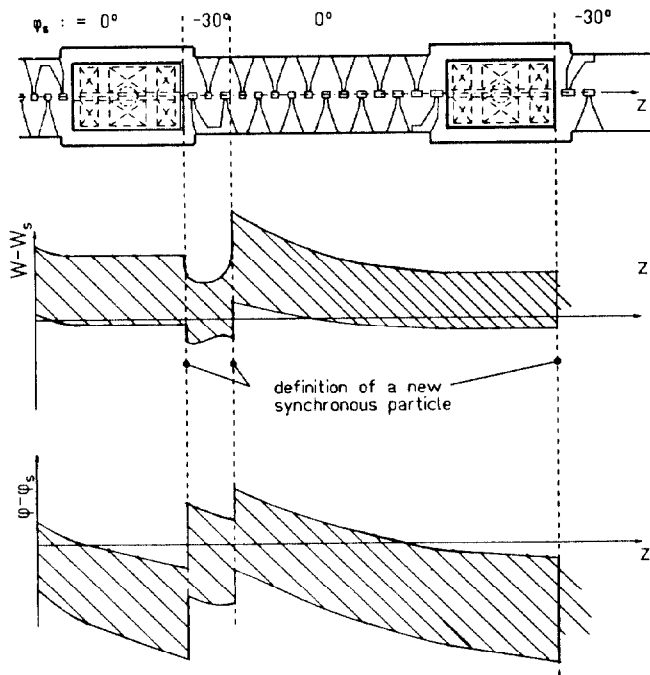 φs : = 0° -30° 0° -30°
Z
W-Ws
Z
definition of a new
synchronous particle
φ-φs
Z